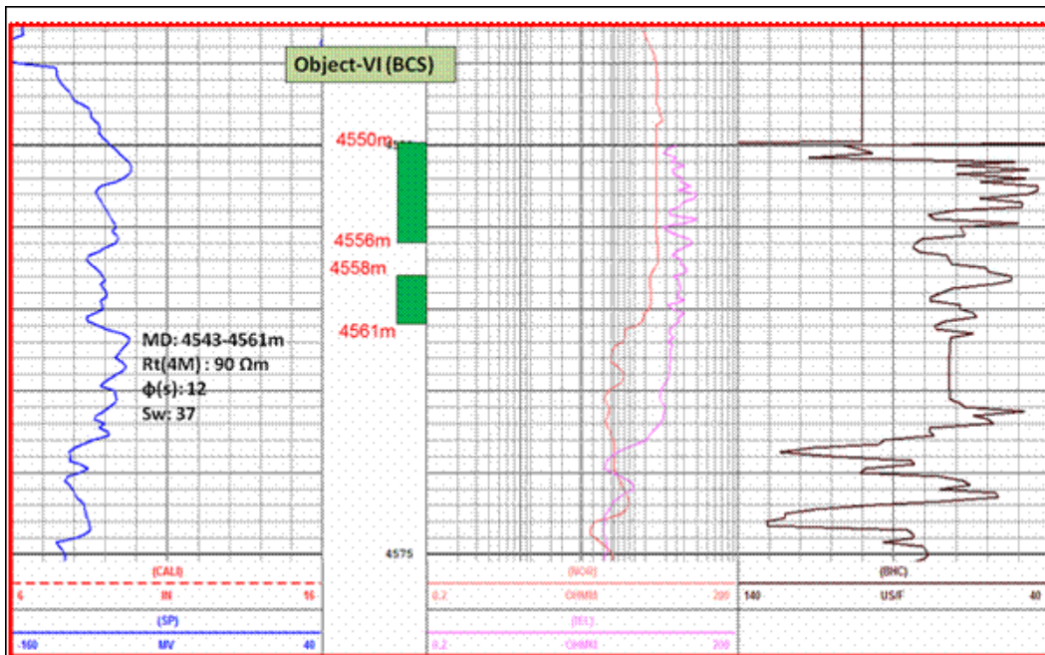 Object-VI (BCS)
4550m
4556m
4558m
4561m
MD: 4543-4561m
Rt(4M) : 90 Ωm
ϕ(s): 12
Sw: 37
4575
(CALI)
6 IN 16
(SP)
-160 MV 40
(NOR)
0.2 OHMM 200
0.2 200
(BHC)
140 US/F 40